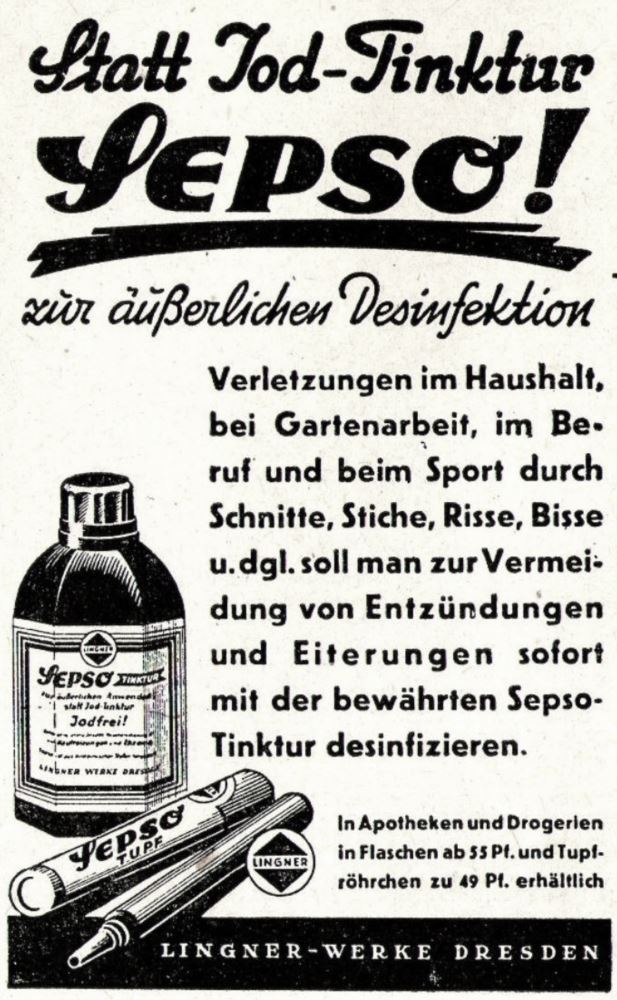 Statt Jod-Tinktur
SEPSO!
zur äußerlichen Desinfektion
Verletzungen im Haushalt,
bei Gartenarbeit, im Be-
ruf und beim Sport durch
Schnitte, Stiche, Risse, Bisse
u. dgl. soll man zur Vermei-
dung von Entzündungen
und Eiterungen sofort
mit der bewährten Sepso-
Tinktur desinfizieren.
LINGNER
SEPSO TINKTUR
zur äußerlichen Anwendung
statt Jod-Tinktur
Jodfrei!
LINGNER WERKE DRESDEN
SEPSO
TUPF
LINGNER
In Apotheken und Drogerien
in Flaschen ab 55 Pf. und Tupf-
röhrchen zu 49 Pf. erhältlich
LINGNER-WERKE DRESDEN